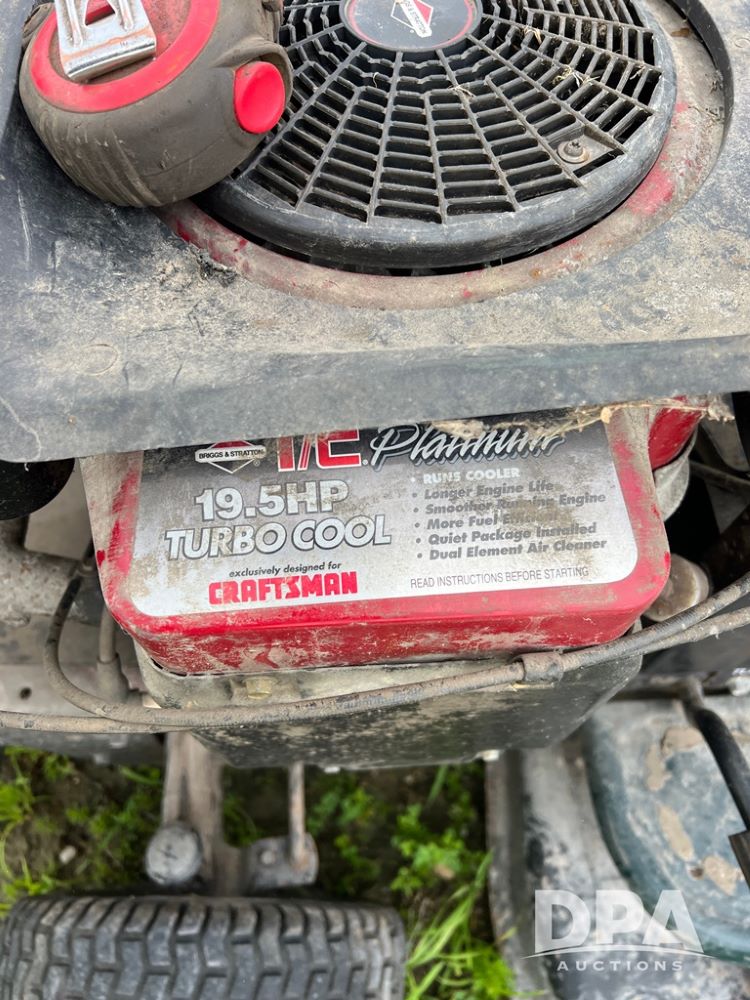 BRIGGS & STRATTON
I/C. Platinum
19.5HP
TURBO COOL
exclusively designed for
CRAFTSMAN
• RUNS COOLER
• Longer Engine Life
• Smoother Running Engine
• More Fuel
• Quiet Package Installed
• Dual Element Air Cleaner
READ INSTRUCTIONS BEFORE STARTING
DPA
AUCTIONS